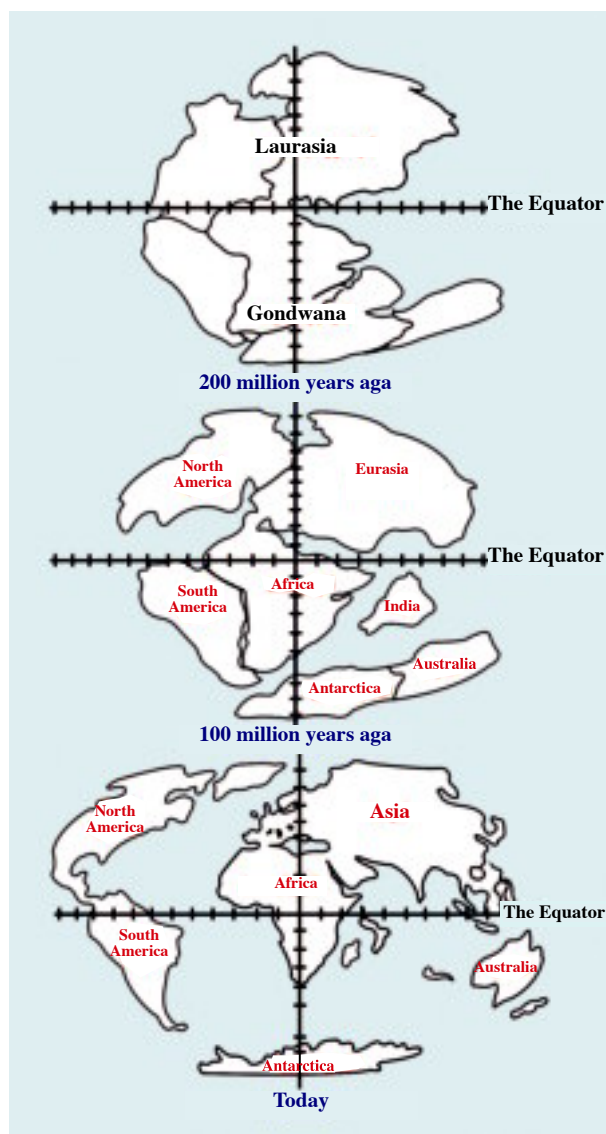 Laurasia
The Equator
Gondwana
200 million years aga
North
America
Eurasia
The Equator
Africa
South
America
India
Australia
Antarctica
100 million years aga
Asia
North
America
Africa
The Equator
South
America
Australia
Antarctica
Today